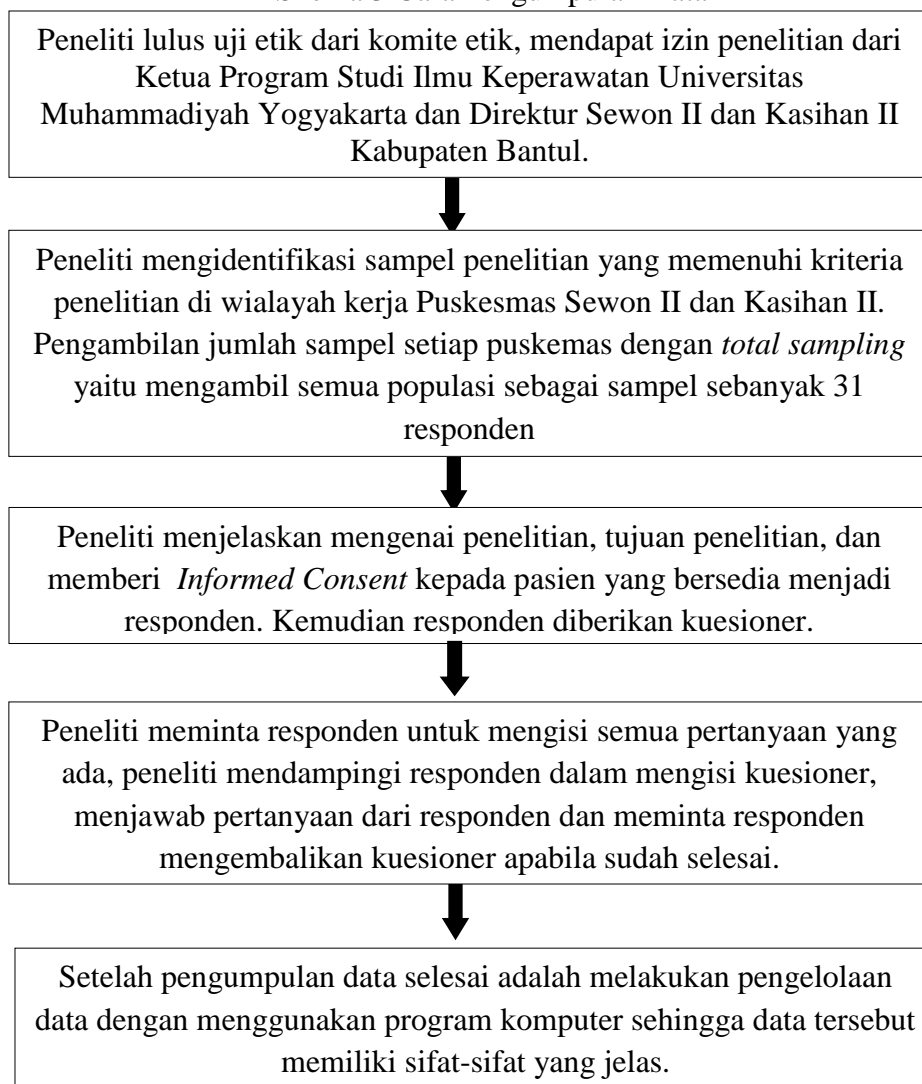 Peneliti lulus uji etik dari komite etik, mendapat izin penelitian dari
Ketua Program Studi Ilmu Keperawatan Universitas
Muhammadiyah Yogyakarta dan Direktur Sewon II dan Kasihan II
Kabupaten Bantul.
Peneliti mengidentifikasi sampel penelitian yang memenuhi kriteria
penelitian di wialayah kerja Puskesmas Sewon II dan Kasihan II.
Pengambilan jumlah sampel setiap puskemas dengan total sampling
yaitu mengambil semua populasi sebagai sampel sebanyak 31
responden
Peneliti menjelaskan mengenai penelitian, tujuan penelitian, dan
memberi Informed Consent kepada pasien yang bersedia menjadi
responden. Kemudian responden diberikan kuesioner.
Peneliti meminta responden untuk mengisi semua pertanyaan yang
ada, peneliti mendampingi responden dalam mengisi kuesioner,
menjawab pertanyaan dari responden dan meminta responden
mengembalikan kuesioner apabila sudah selesai.
Setelah pengumpulan data selesai adalah melakukan pengelolaan
data dengan menggunakan program komputer sehingga data tersebut
memiliki sifat-sifat yang jelas.